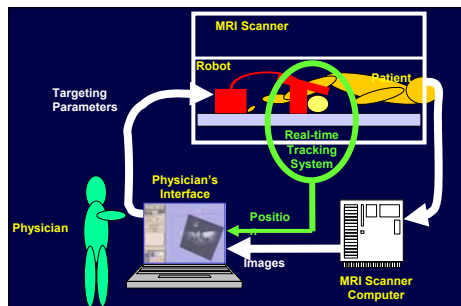 MRI Scanner
Robot
Patient
Targeting
Parameters
Real-time
Tracking
System
Physician's
Interface
Physician
Positio
n
Images
MRI Scanner
Computer